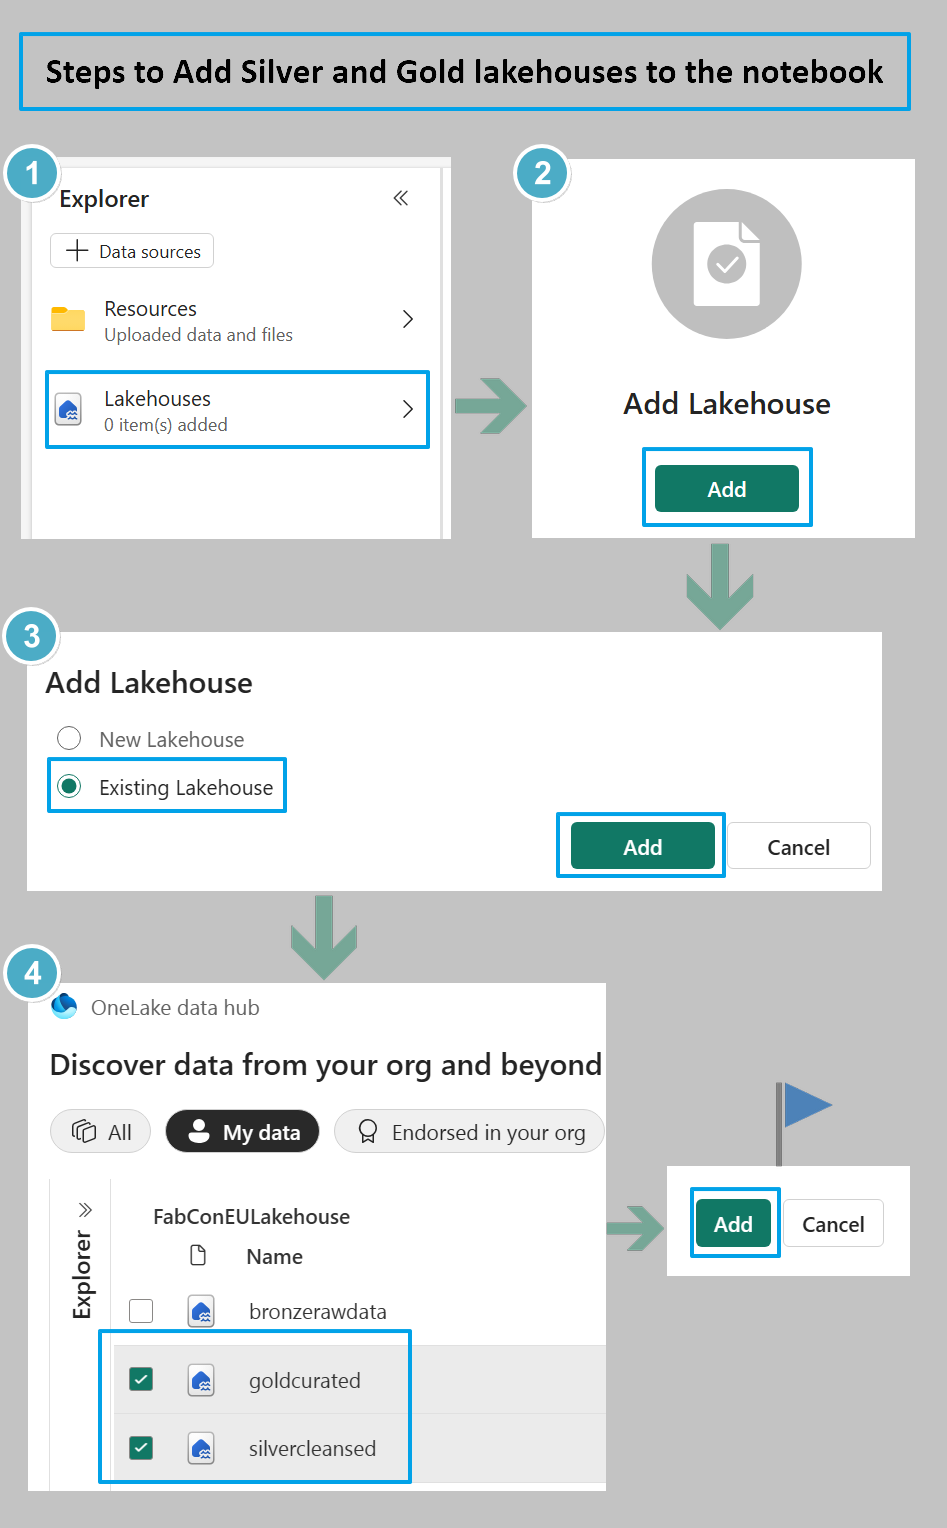 Steps to Add Silver and Gold lakehouses to the notebook
1
Explorer
Data sources
Resources
Uploaded data and files
Lakehouses
0 item(s) added
2
Add Lakehouse
Add
3
Add Lakehouse
New Lakehouse
Existing Lakehouse
Add
Cancel
4
OneLake data hub
Discover data from your org and beyond
All
My data
Endorsed in your org
Explorer
FabConEULakehouse
Name
bronzerawdata
goldcurated
silvercleansed
Add
Cancel